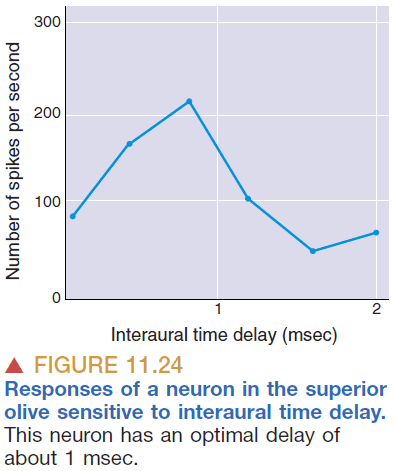 300
200
100
0
Number of spikes per second
1
2
Interaural time delay (msec)
FIGURE 11.24
Responses of a neuron in the superior
olive sensitive to interaural time delay.
This neuron has an optimal delay of
about 1 msec.